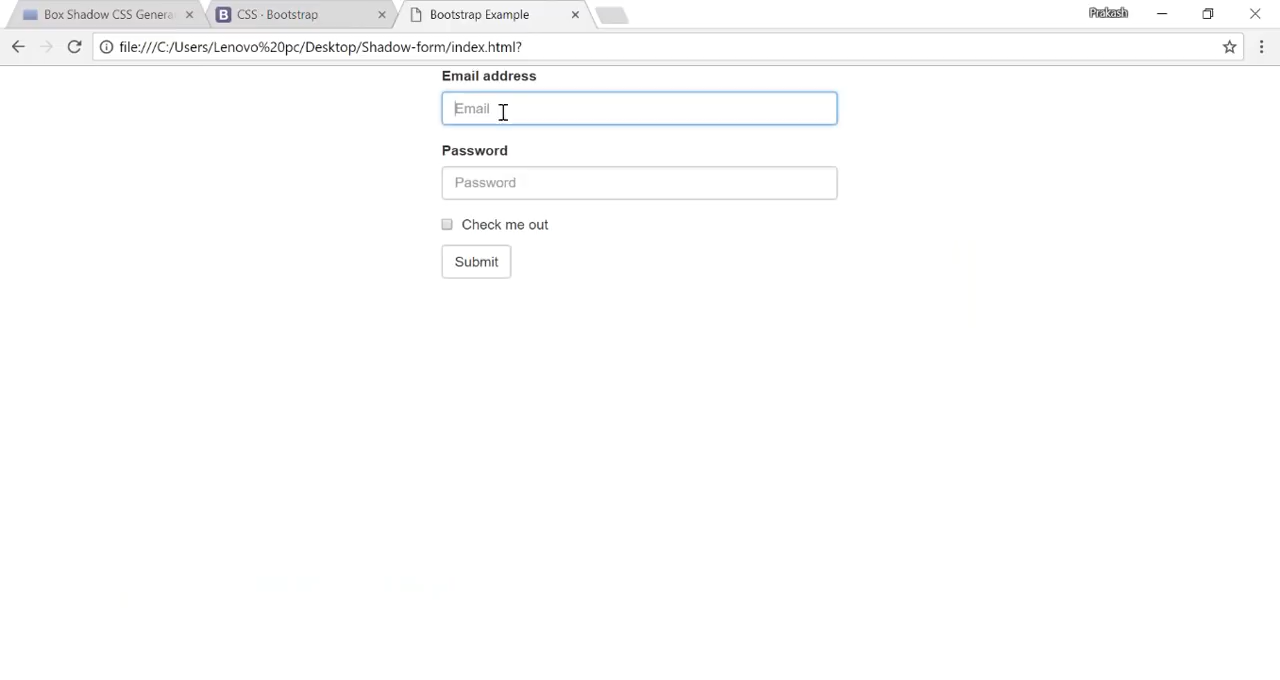 Box Shadow CSS Genera
CSS · Bootstrap
Bootstrap Example
Prakash
file:///C:/Users/Lenovo%20pc/Desktop/Shadow-form/index.html?
Email address
Email
Password
Password
Check me out
Submit